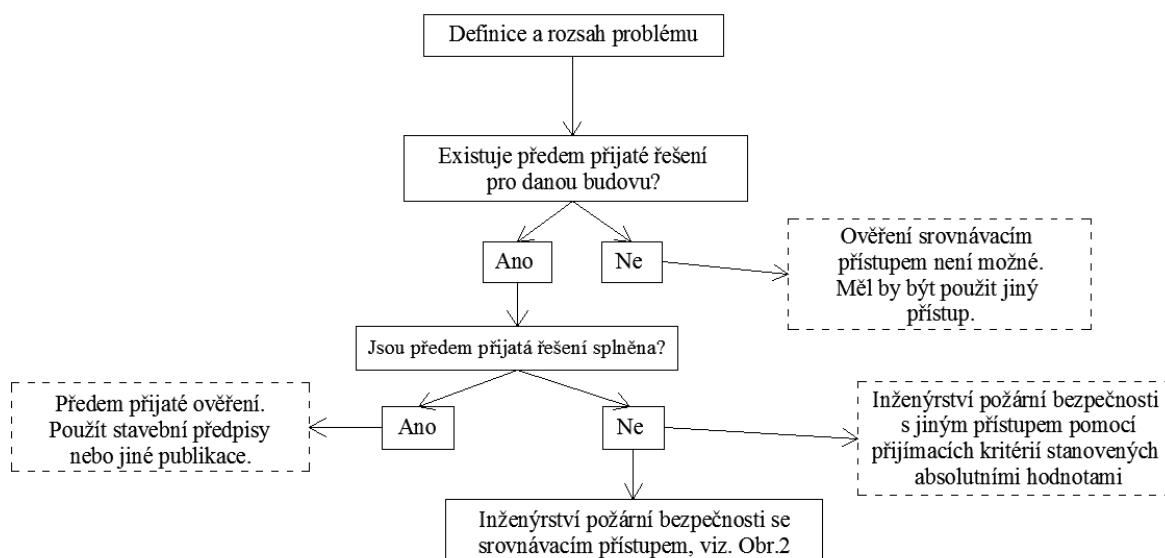 Definice a rozsah problému
Existuje předem přijaté řešení
pro danou budovu?
Ano
Ne
Ověření srovnávacím
přístupem není možné.
Měl by být použit jiný
přístup.
Jsou předem přijatá řešení splněna?
Předem přijaté ověření.
Použít stavební předpisy
nebo jiné publikace.
Ano
Ne
Inženýrství požární bezpečnosti
s jiným přístupem pomocí
přijímacích kritérií stanovených
absolutními hodnotami
Inženýrství požární bezpečnosti se
srovnávacím přístupem, viz. Obr.2